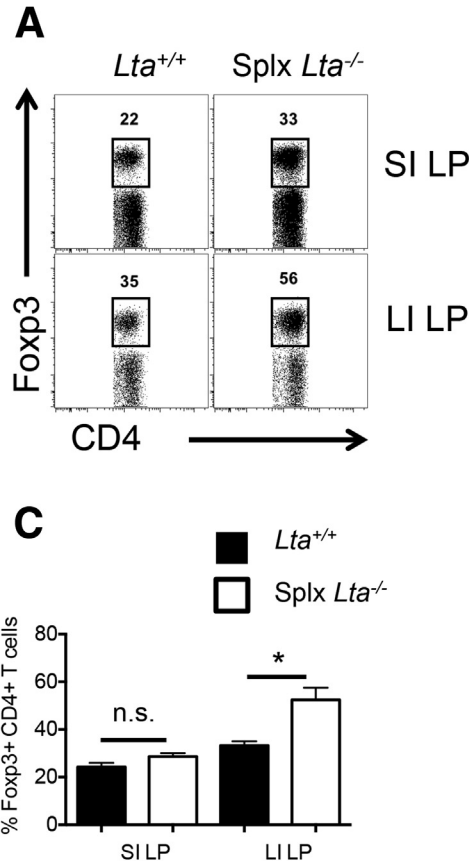 A
Lta+/+ Splx Lta-/-
22 33
SI LP
35 56
LI LP
Foxp3
CD4
C
Lta+/+
Splx Lta-/-
% Foxp3+ CD4+ T cells
80
60
40
20
0
n.s.
*
SI LP LI LP